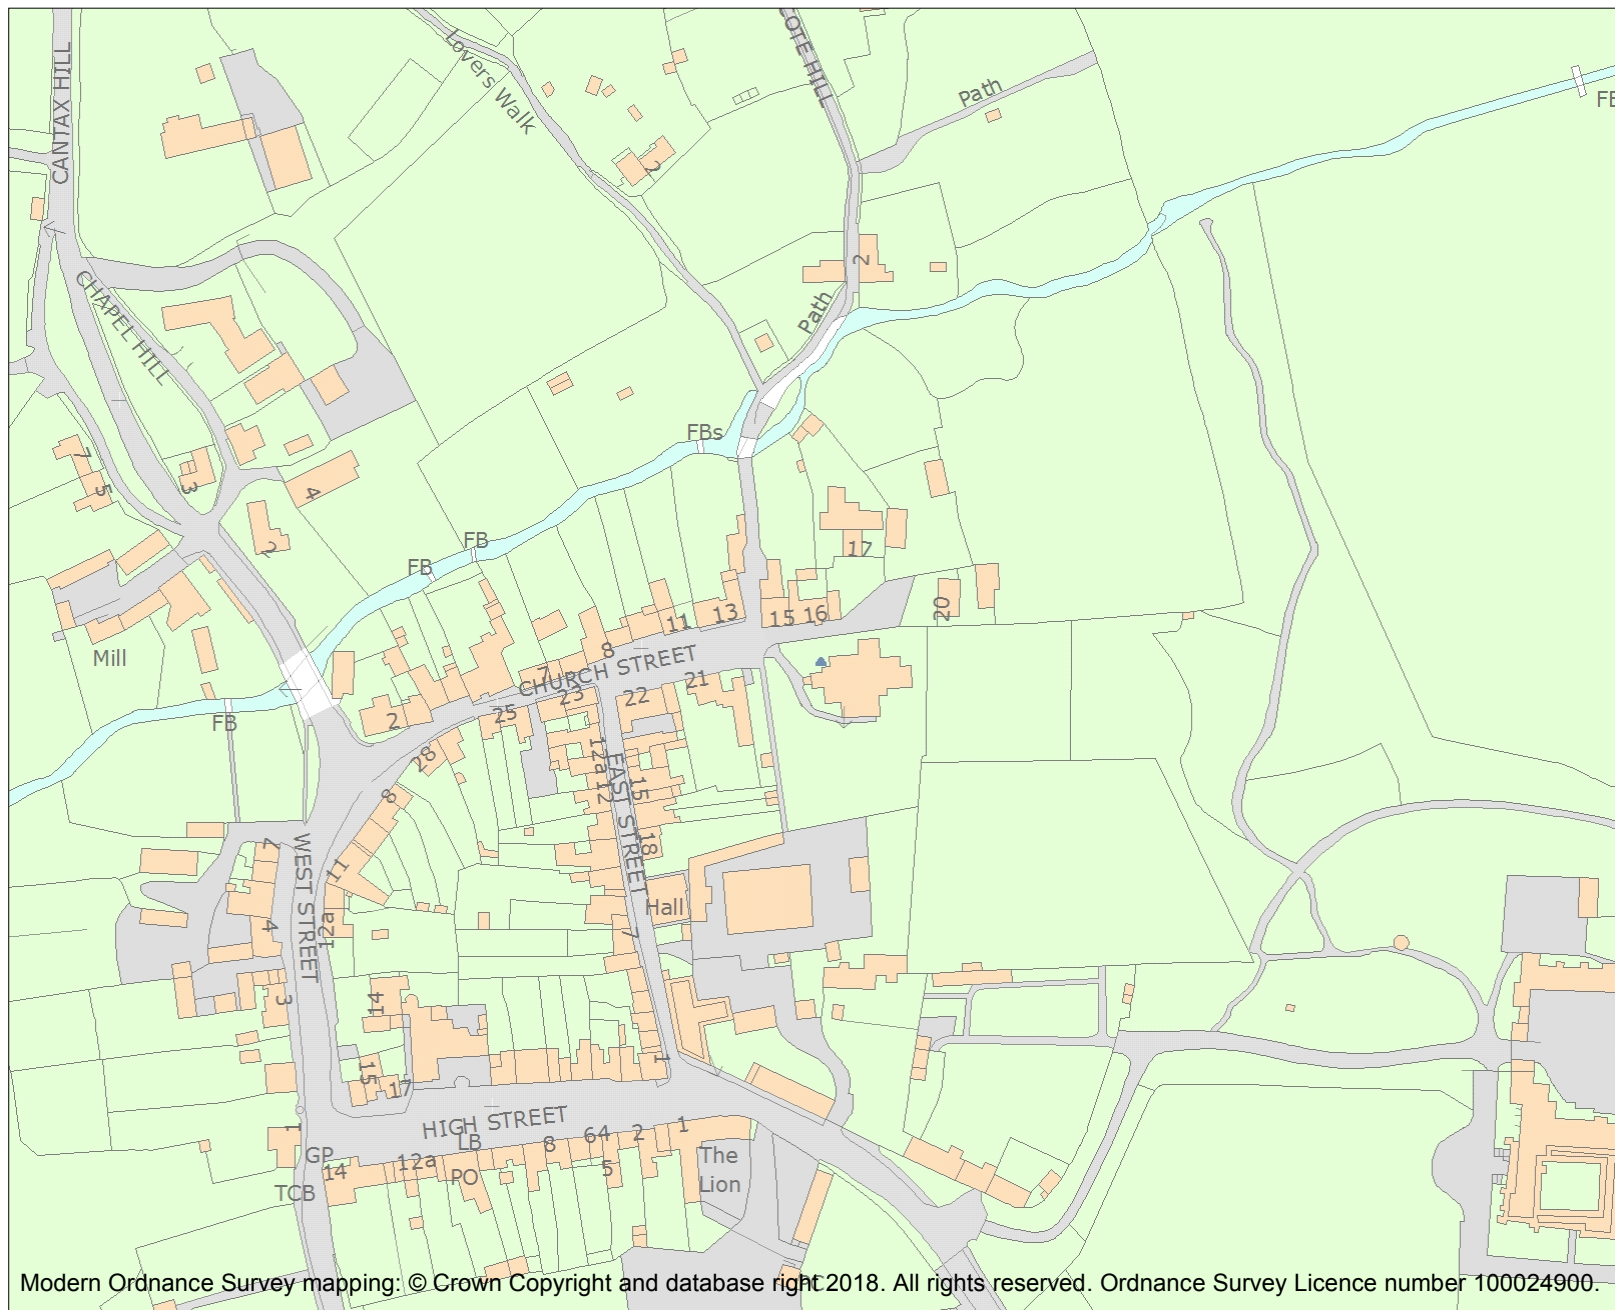 CANTAX HILL
Lovers Walk
COTE HILL
Path
FB
2
2
Path
CHAPEL HILL
FBs
7
5
3
4
2
FB
FB
17
20
Mill
11
13
15
16
8
7
CHURCH STREET
21
22
23
25
2
FB
28
12a
12
EAST STREET
15
18
8
11
WEST STREET
4
12a
Hall
7
3
14
15
17
1
HIGH STREET
LB
1
GP
14
12a
PO
8
64
5
2
1
The
Lion
TCB
Modern Ordnance Survey mapping: © Crown Copyright and database right 2018. All rights reserved. Ordnance Survey Licence number 100024900.